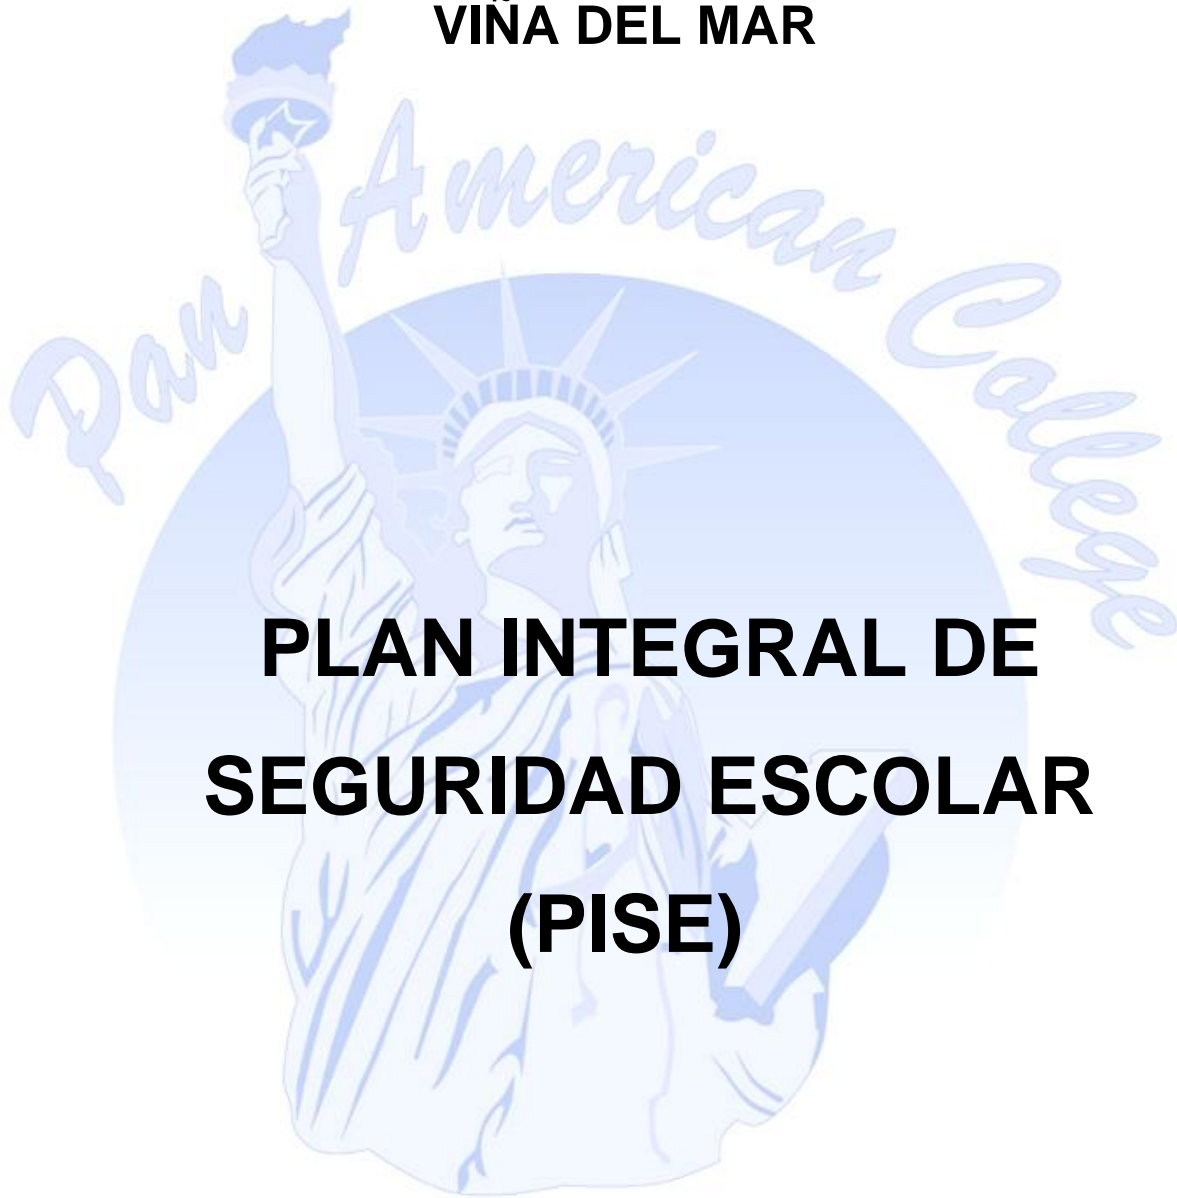 VIÑA DEL MAR
Pan American College
PLAN INTEGRAL DE
SEGURIDAD ESCOLAR
(PISE)